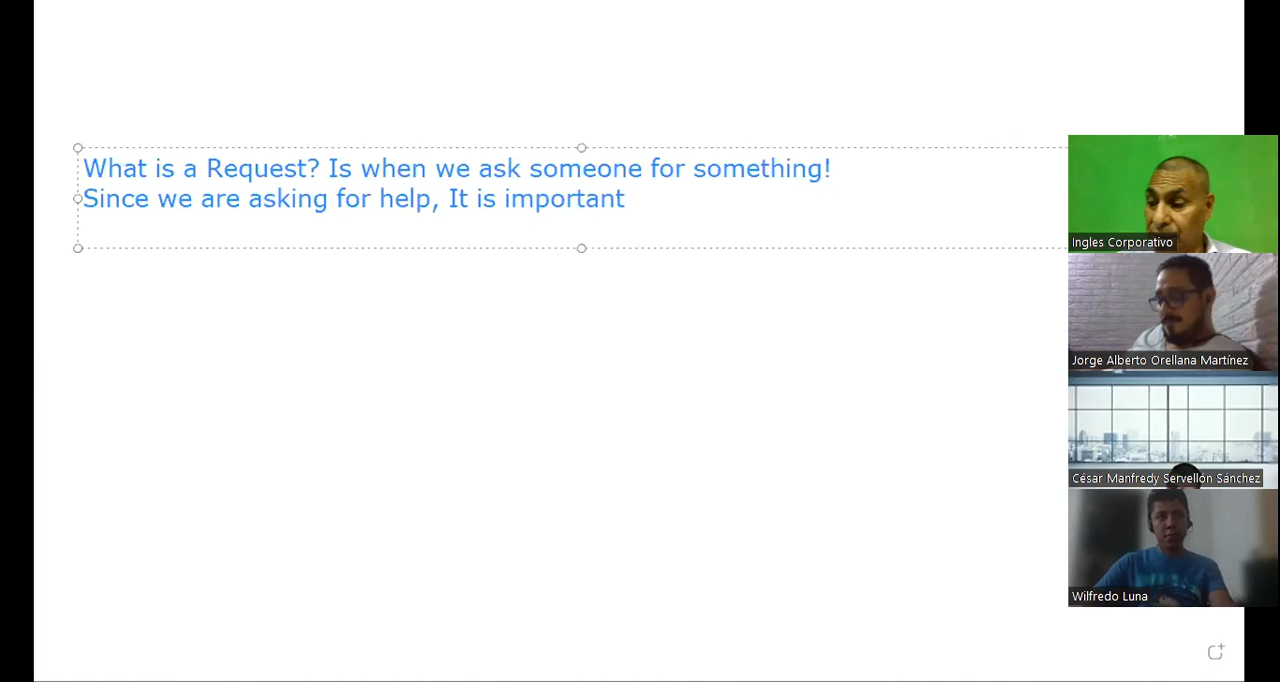 What is a Request? Is when we ask someone for something!
Since we are asking for help, It is important
Ingles Corporativo
Jorge Alberto Orellana Martínez
César Manfredy Servellón Sánchez
Wilfredo Luna